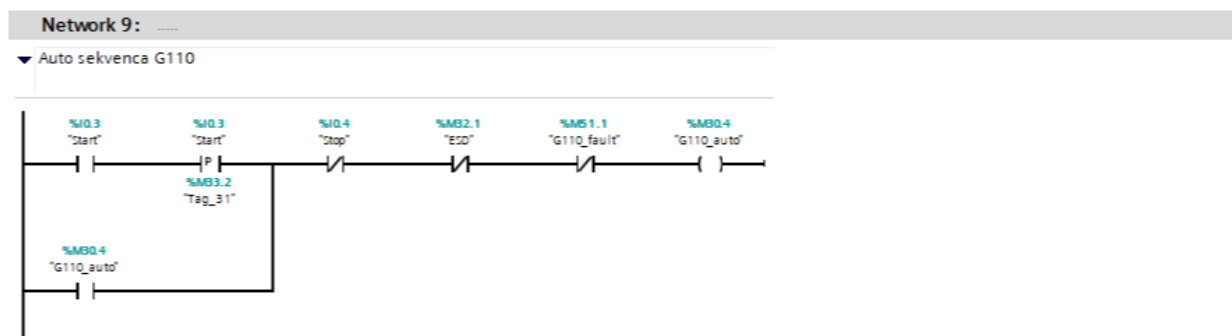 Network 9: .....
Auto sekvenca G110
%I0.3 %I0.3 %I0.4 %M32.1 %M51.1 %M30.4
"Start" "Start" "Stop" "ESD" "G110_fault" "G110_auto"
P
%M33.2
"Tag_31"
%M30.4
"G110_auto"